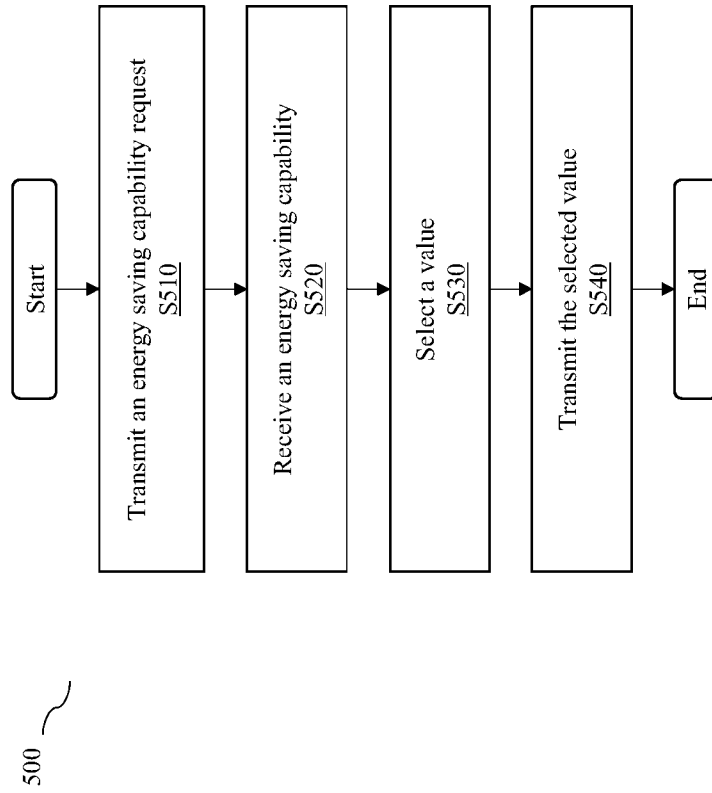 Start
Transmit an energy saving capability request
S510
Receive an energy saving capability
S520
Select a value
S530
Transmit the selected value
S540
End
500